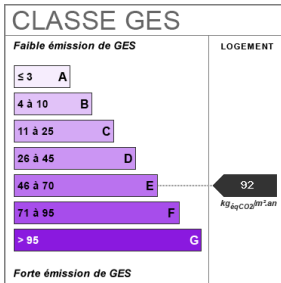 CLASSE GES
Faible émission de GES
LOGEMENT
≤ 3 A
4 à 10 B
11 à 25 C
26 à 45 D
46 à 70 E
92
kgéqCO2/m².an
71 à 95 F
> 95 G
Forte émission de GES